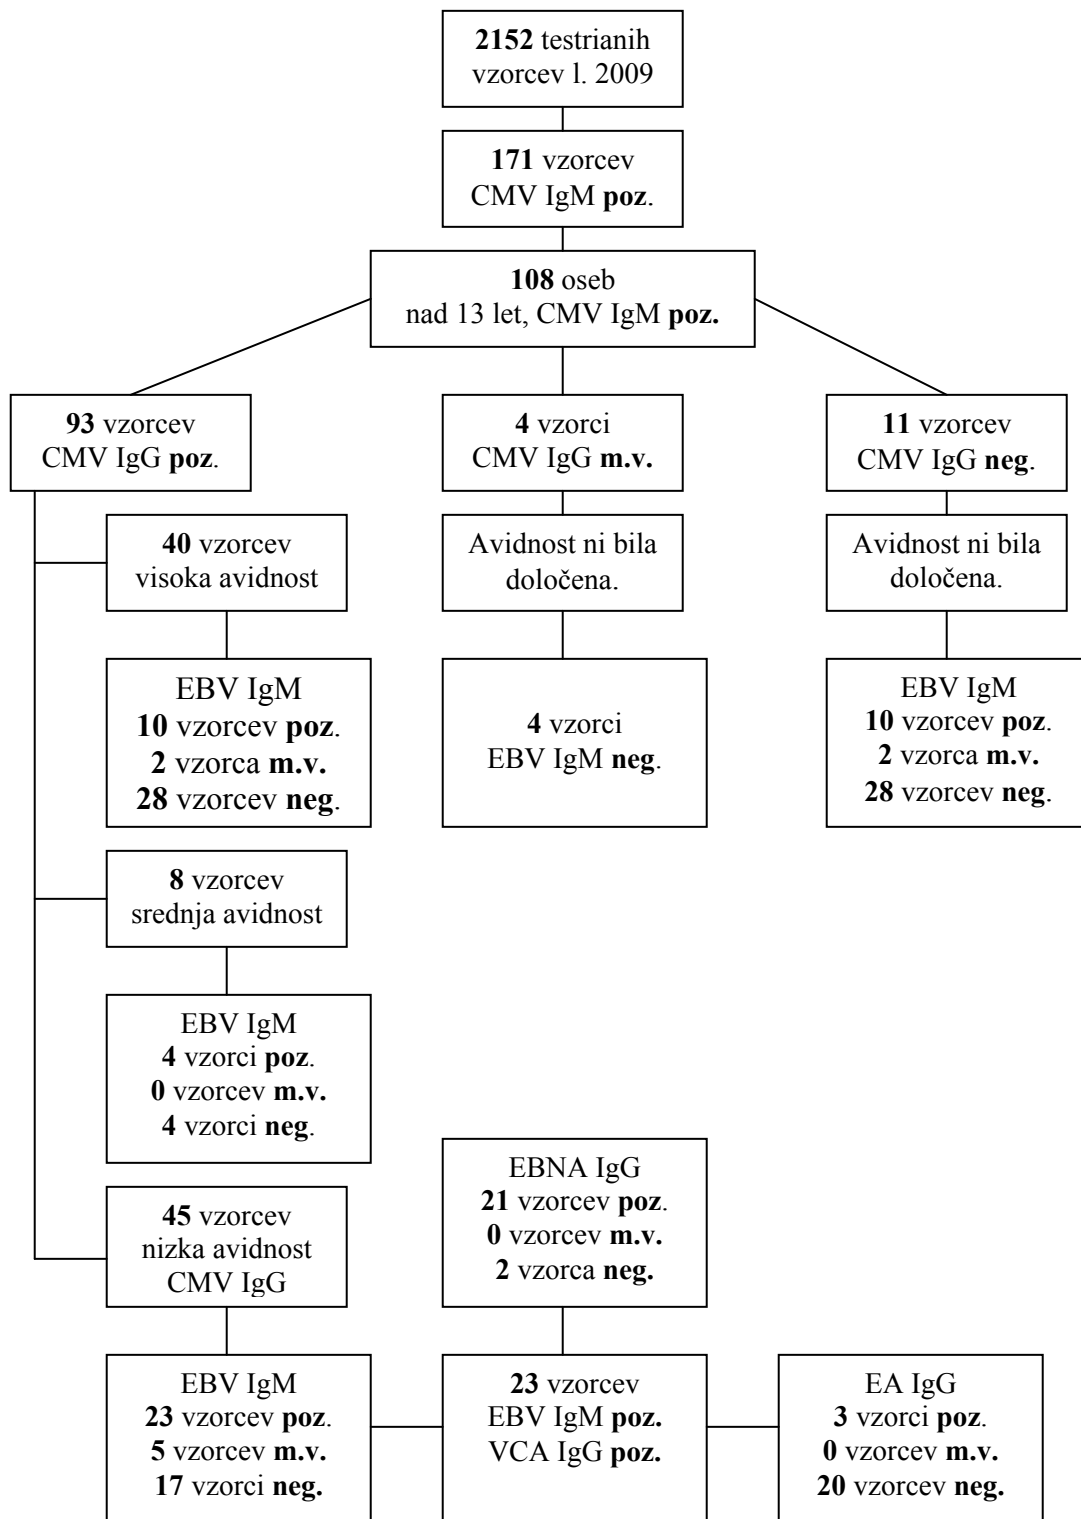 2152 testrianih
vzorcev l. 2009
171 vzorcev
CMV IgM poz.
108 oseb
nad 13 let, CMV IgM poz.
93 vzorcev
CMV IgG poz.
4 vzorci
CMV IgG m.v.
11 vzorcev
CMV IgG neg.
40 vzorcev
visoka avidnost
Avidnost ni bila
določena.
Avidnost ni bila
določena.
EBV IgM
10 vzorcev poz.
2 vzorca m.v.
28 vzorcev neg.
4 vzorci
EBV IgM neg.
EBV IgM
10 vzorcev poz.
2 vzorca m.v.
28 vzorcev neg.
8 vzorcev
srednja avidnost
EBV IgM
4 vzorci poz.
0 vzorcev m.v.
4 vzorci neg.
45 vzorcev
nizka avidnost
CMV IgG
EBNA IgG
21 vzorcev poz.
0 vzorcev m.v.
2 vzorca neg.
EBV IgM
23 vzorcev poz.
5 vzorcev m.v.
17 vzorci neg.
23 vzorcev
EBV IgM poz.
VCA IgG poz.
EA IgG
3 vzorci poz.
0 vzorcev m.v.
20 vzorcev neg.